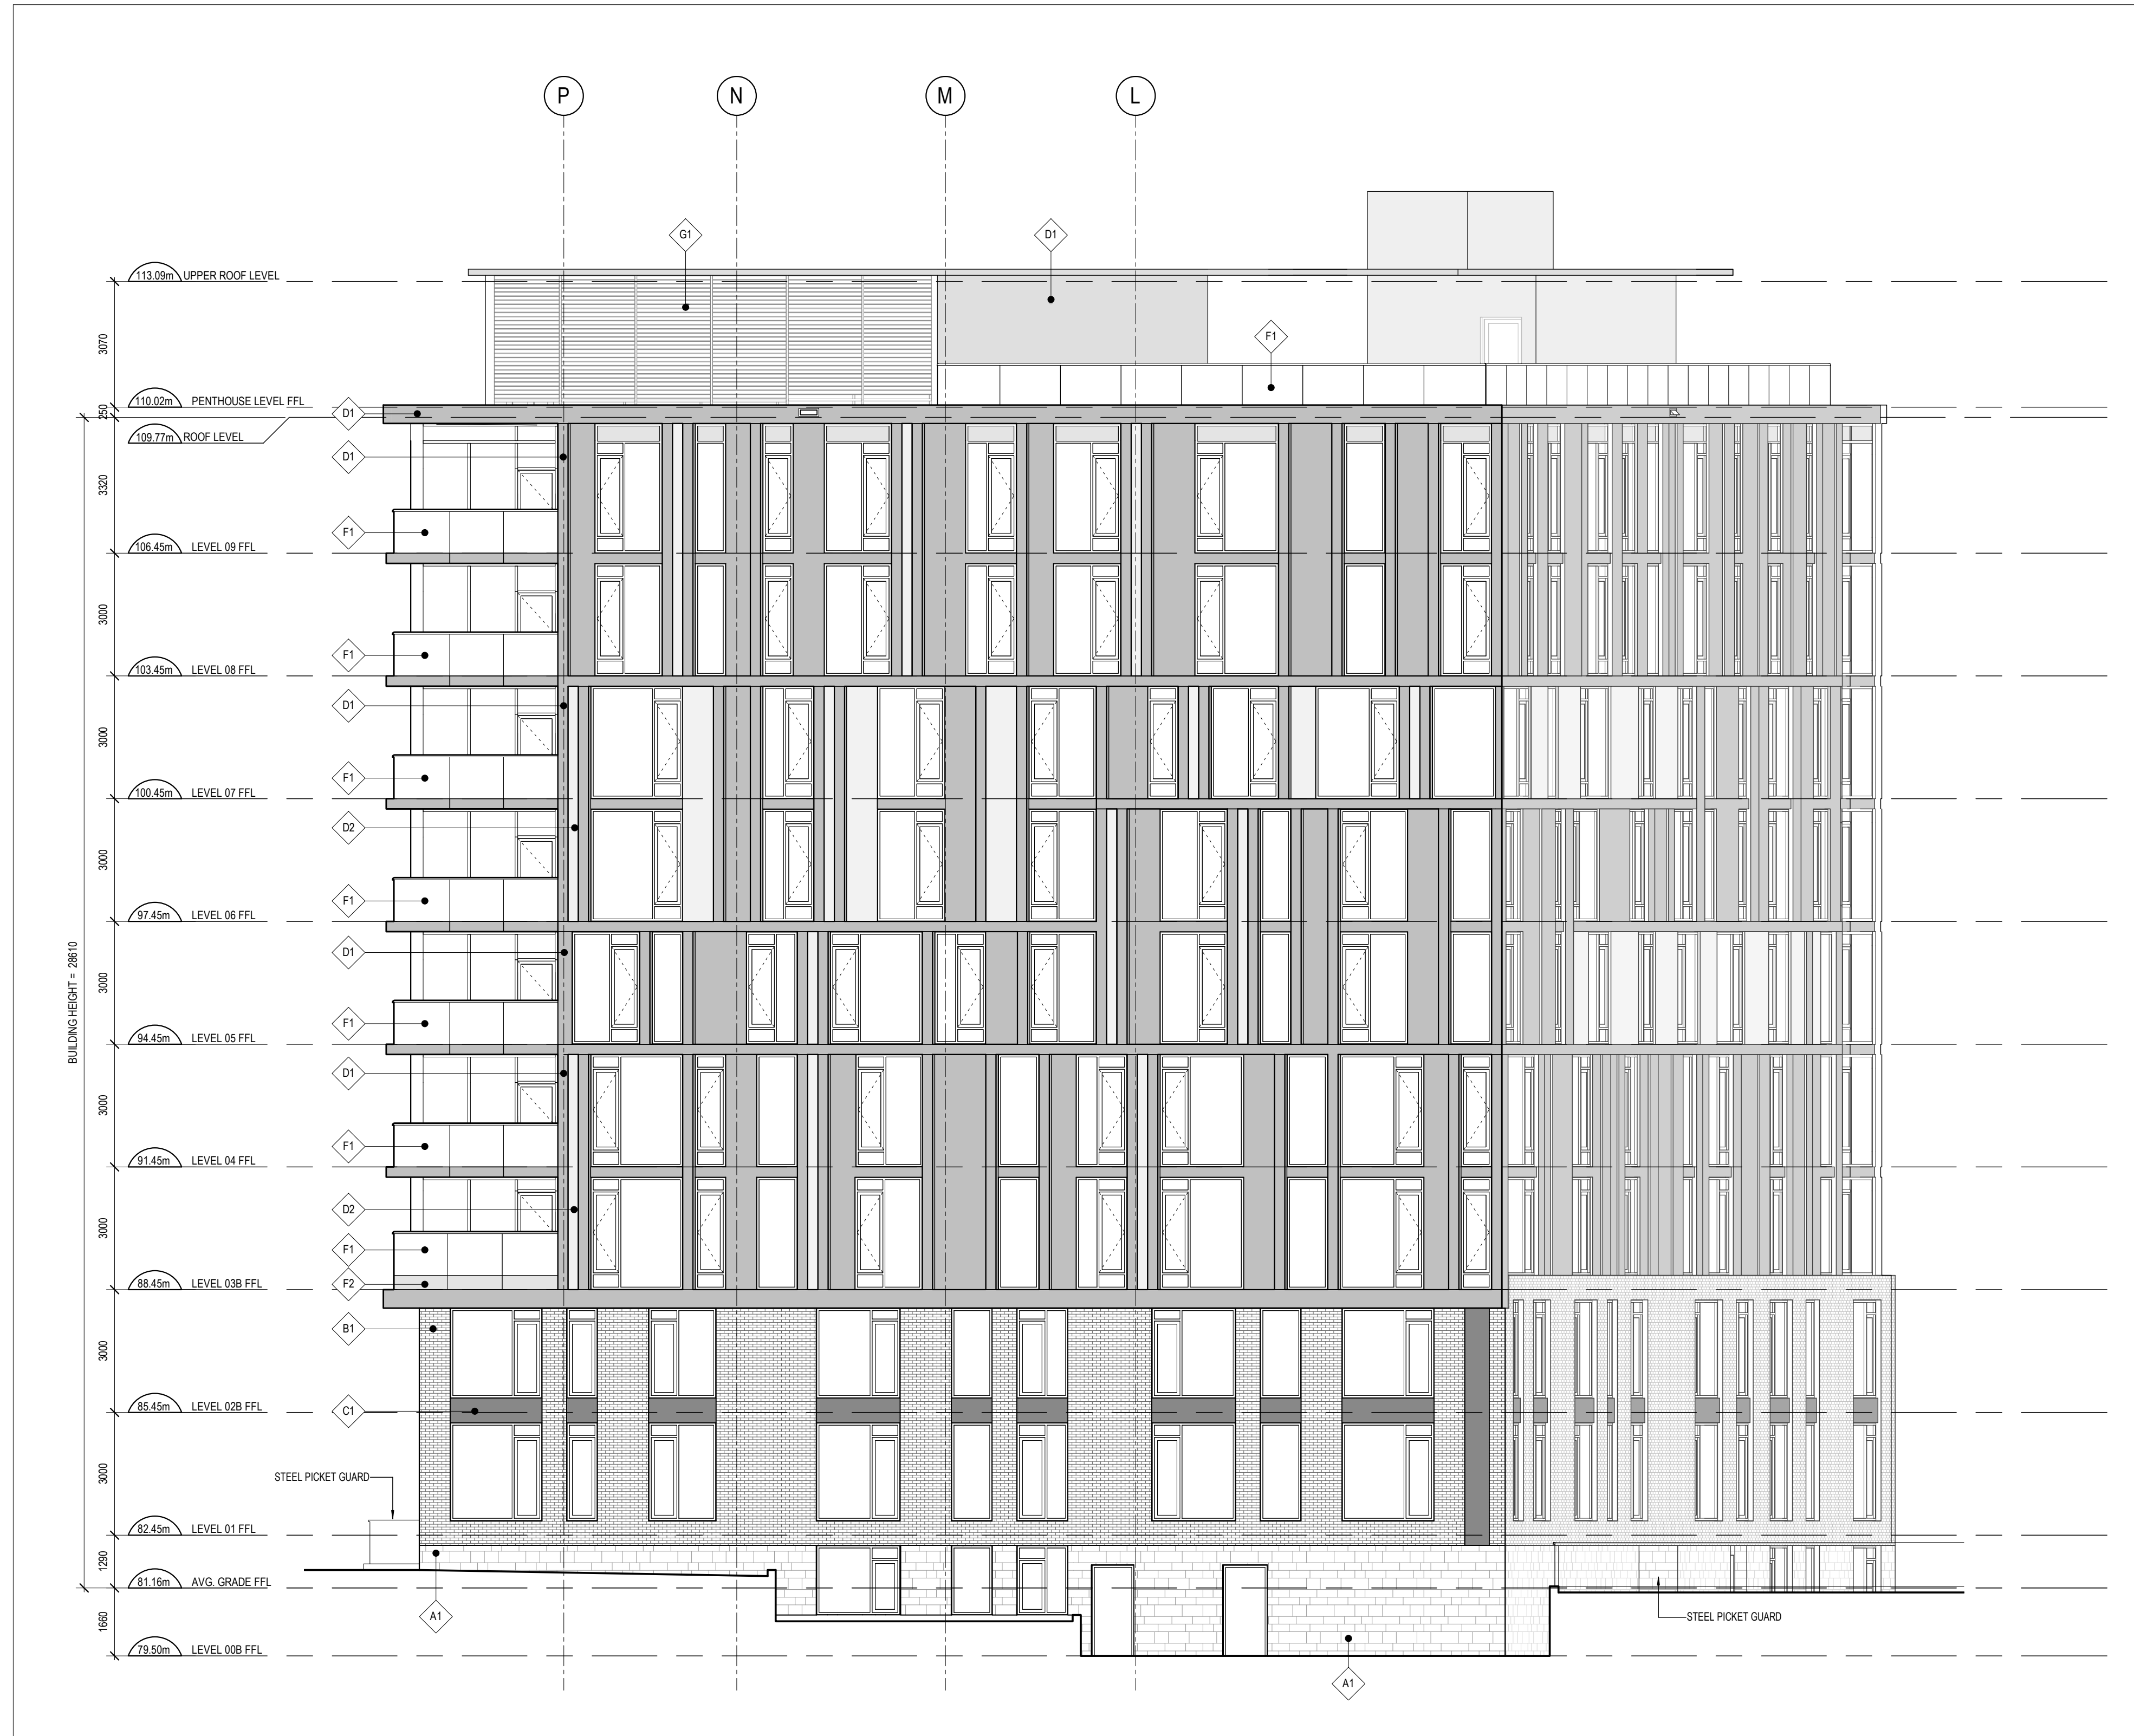 P
N
M
L
G1
D1
113.09m UPPER ROOF LEVEL
F1
3070
110.02m PENTHOUSE LEVEL FFL
250
D1
109.77m ROOF LEVEL
D1
3320
F1
106.45m LEVEL 09 FFL
3000
F1
103.45m LEVEL 08 FFL
D1
3000
F1
100.45m LEVEL 07 FFL
D2
3000
F1
97.45m LEVEL 06 FFL
D1
3000
BUILDING HEIGHT = 28610
F1
94.45m LEVEL 05 FFL
D1
3000
F1
91.45m LEVEL 04 FFL
D2
3000
F1
F2
88.45m LEVEL 03B FFL
B1
3000
85.45m LEVEL 02B FFL
C1
3000
STEEL PICKET GUARD
82.45m LEVEL 01 FFL
1290
81.16m AVG. GRADE FFL
A1
STEEL PICKET GUARD
1660
79.50m LEVEL 00B FFL
A1